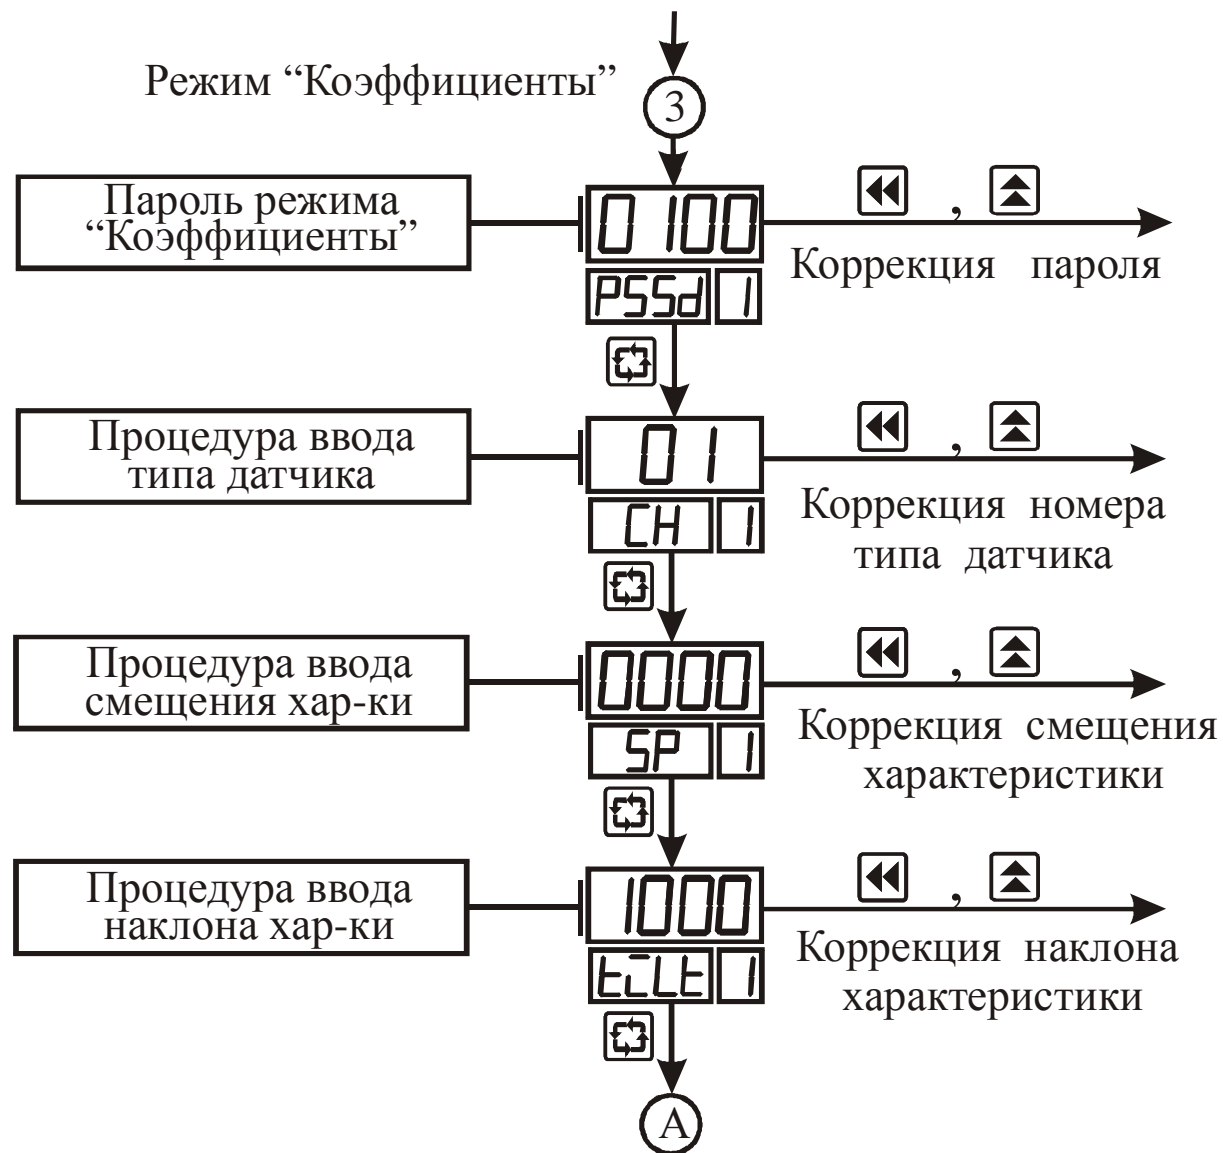 Режим “Коэффициенты”
3
Пароль режима
“Коэффициенты”
0100
PSSd 1
,
Коррекция пароля
Процедура ввода
типа датчика
01
CH 1
,
Коррекция номера
типа датчика
Процедура ввода
смещения хар-ки
0000
SP 1
,
Коррекция смещения
характеристики
Процедура ввода
наклона хар-ки
1000
tiLt 1
,
Коррекция наклона
характеристики
А